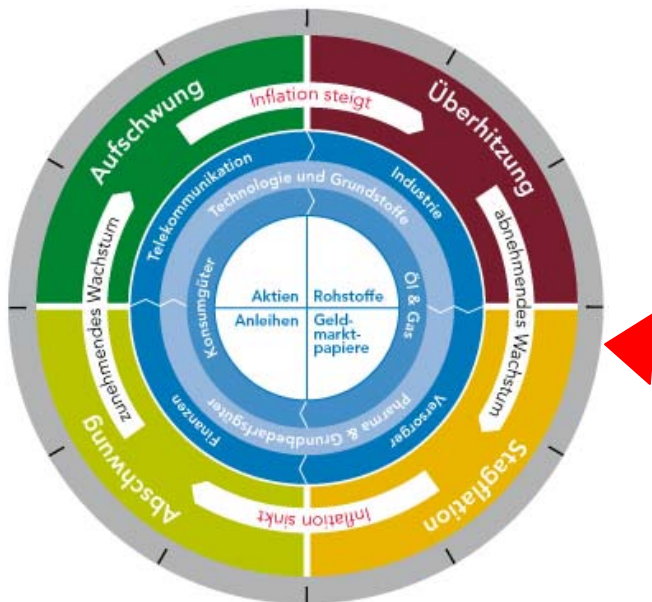 Aufschwung
Inflation steigt
Überhitzung
Telekommunikation
Technologie und Grundstoffe
Industrie
zunehmendes Wachstum
abnehmendes Wachstum
Konsumgüter
Öl & Gas
Aktien
Rohstoffe
Anleihen
Geld-
markt-
papiere
Finanzen
Pharma & Grundbedarfsgüter
Versorger
Abschwung
Inflation sinkt
Stagflation